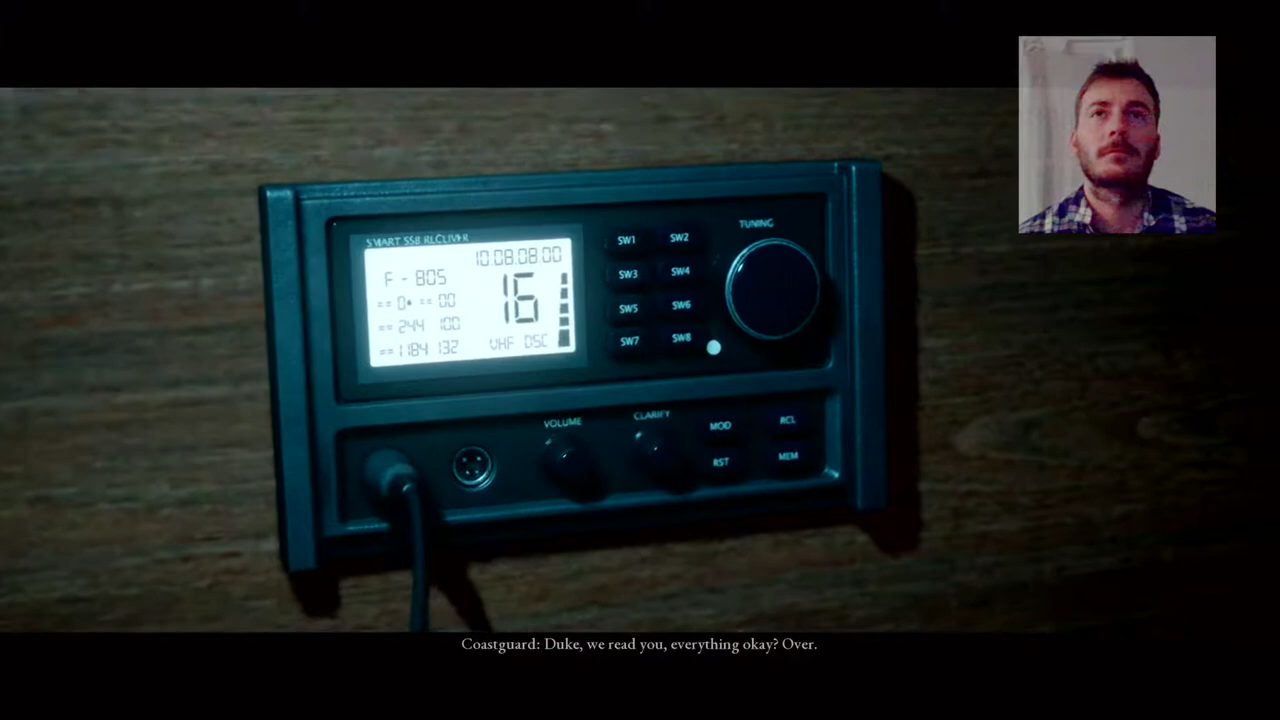 SMART SSB RECEIVER
10.08.08.00
F - 805
16
== 0• == 00
== 244 100
== 1184 132
VHF DSC
SW1
SW2
SW3
SW4
SW5
SW6
SW7
SW8
TUNING
VOLUME
CLARIFY
MOD
RCL
RST
MEM
Coastguard: Duke, we read you, everything okay? Over.